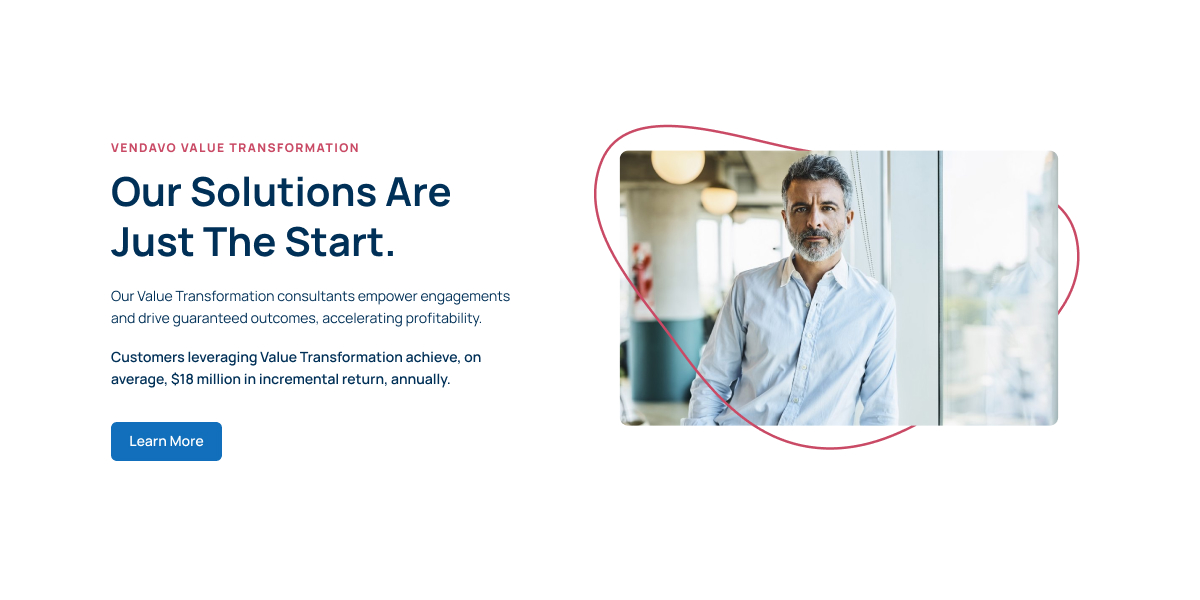 VENDAVO VALUE TRANSFORMATION
Our Solutions Are
Just The Start.
Our Value Transformation consultants empower engagements
and drive guaranteed outcomes, accelerating profitability.
Customers leveraging Value Transformation achieve, on
average, $18 million in incremental return, annually.
Learn More